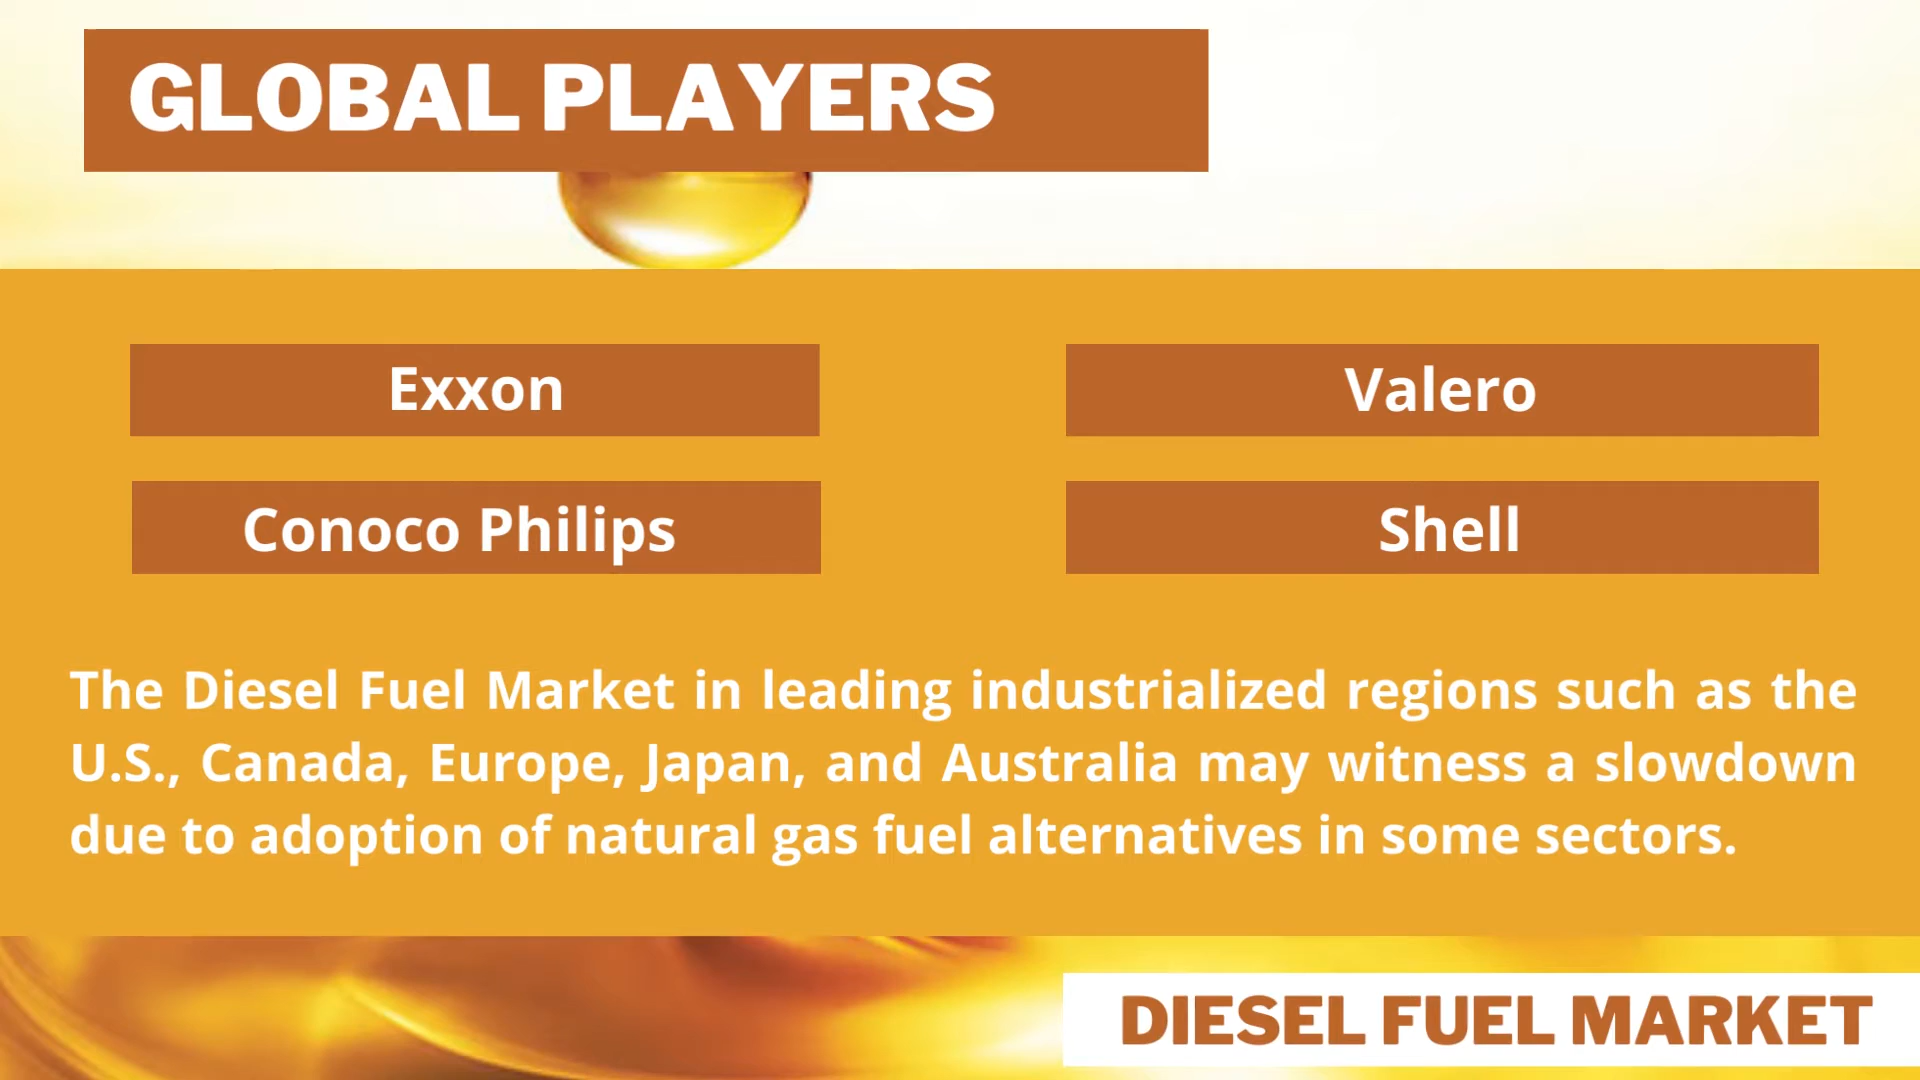 GLOBAL PLAYERS
Exxon
Valero
Conoco Philips
Shell
The Diesel Fuel Market in leading industrialized regions such as the
U.S., Canada, Europe, Japan, and Australia may witness a slowdown
due to adoption of natural gas fuel alternatives in some sectors.
DIESEL FUEL MARKET